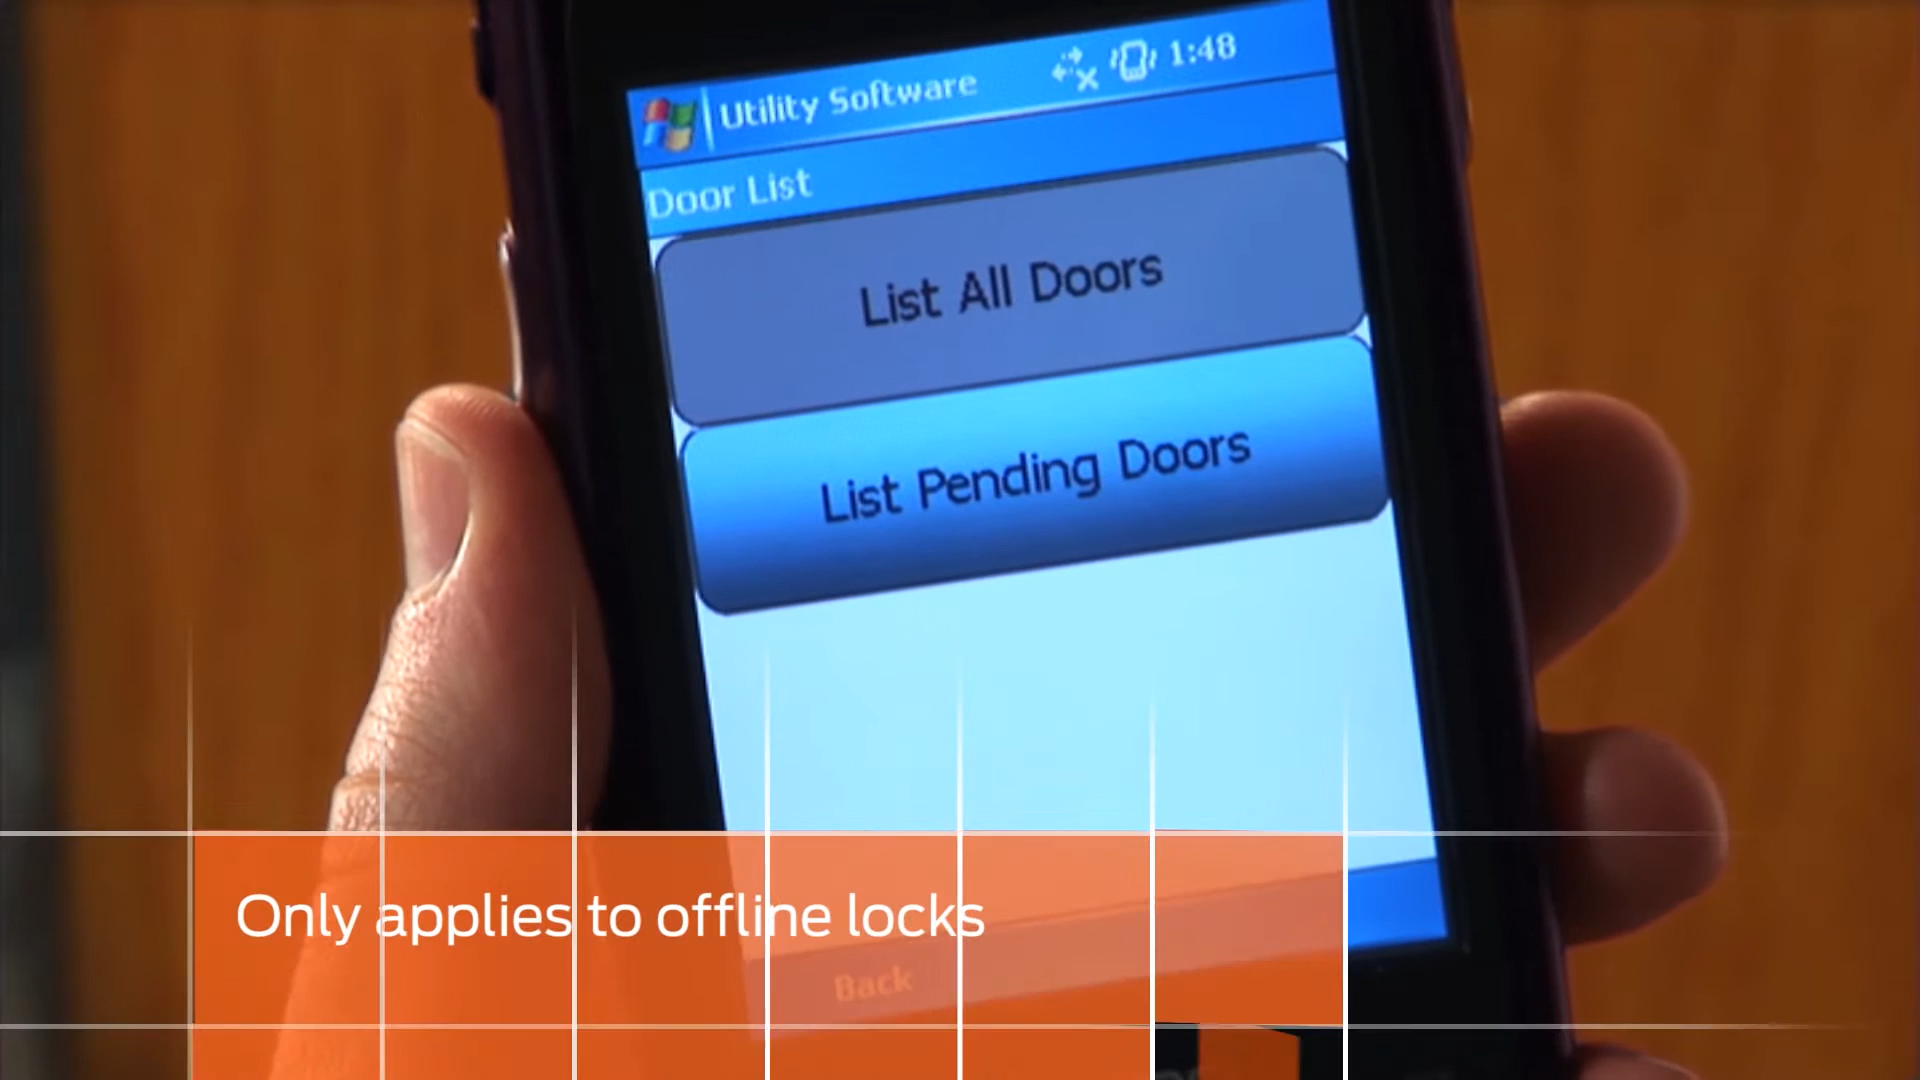 Utility Software 1:48
Door List
List All Doors
List Pending Doors
Only applies to offline locks
Back